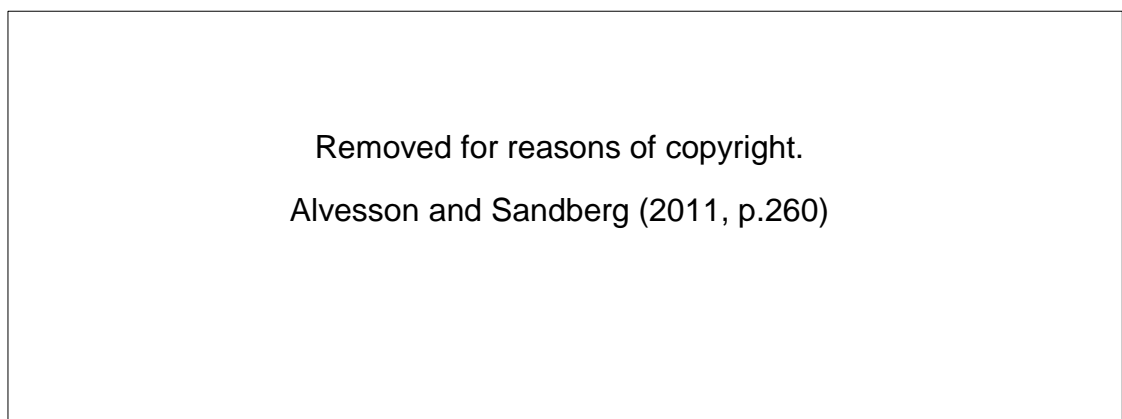 Removed for reasons of copyright.
Alvesson and Sandberg (2011, p.260)